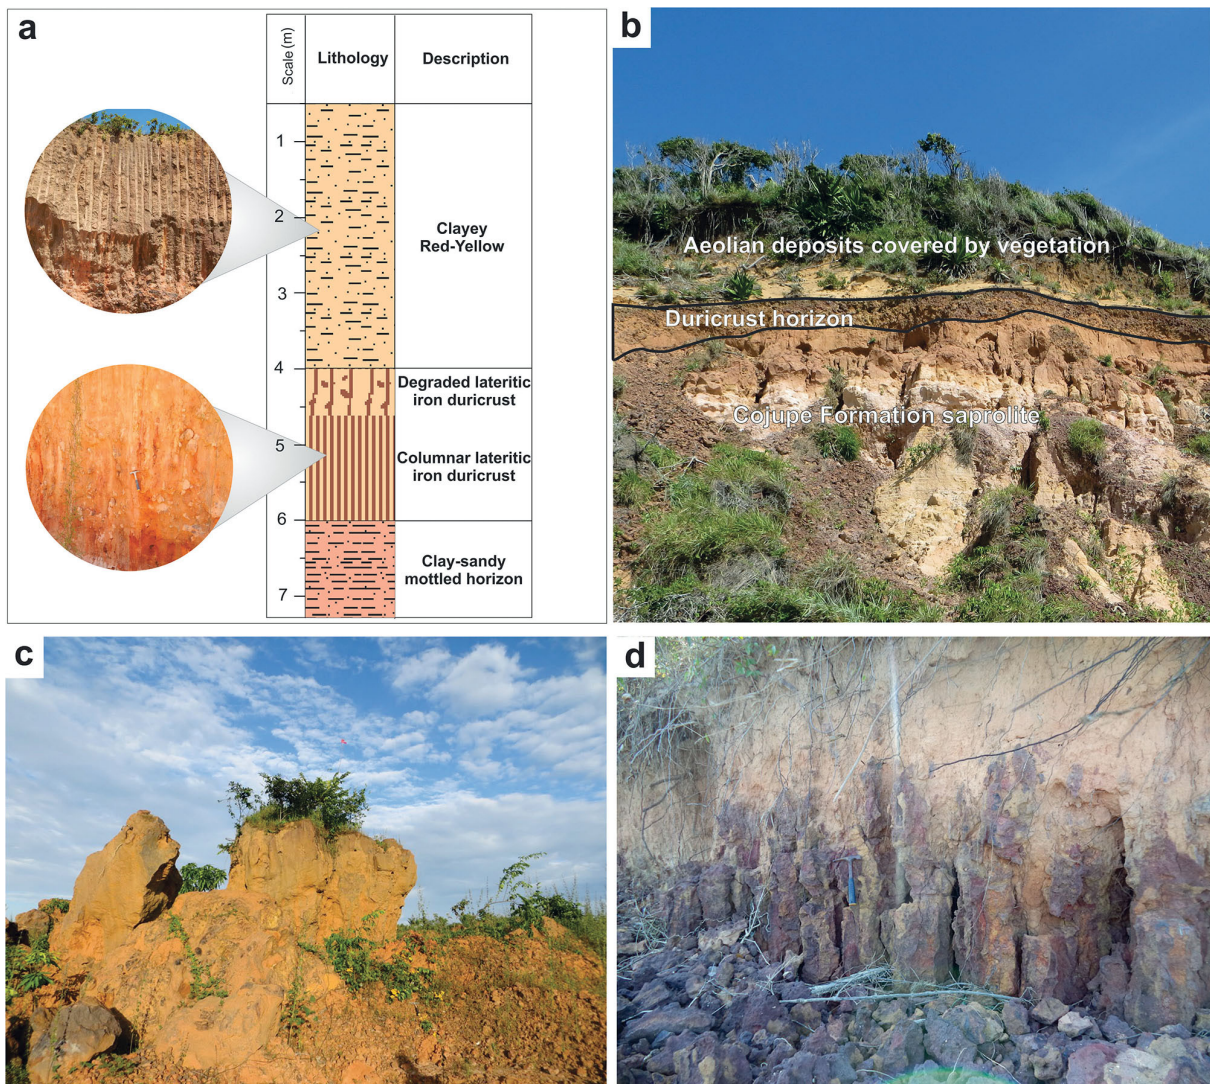 a
Scale (m)
Lithology
Description
1
2
3
4
5
6
7
Clayey
Red-Yellow
Degraded lateritic
iron duricrust
Columnar lateritic
iron duricrust
Clay-sandy
mottled horizon
b
Aeolian deposits covered by vegetation
Duricrust horizon
Cojupe Formation saprolite
c
d